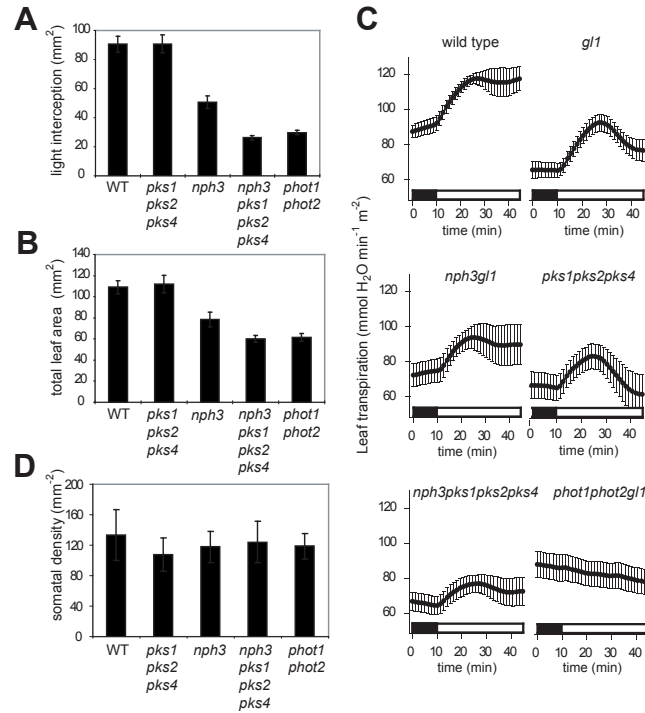 A
light interception (mm2)
100
80
60
40
20
0
WT
pks1
pks2
pks4
nph3
nph3
pks1
pks2
pks4
phot1
phot2
B
total leaf area (mm2)
140
120
100
80
60
40
20
0
WT
pks1
pks2
pks4
nph3
nph3
pks1
pks2
pks4
phot1
phot2
D
somatal density (mm-2)
200
160
120
80
40
0
WT
pks1
pks2
pks4
nph3
nph3
pks1
pks2
pks4
phot1
phot2
C
Leaf transpiration (mmol H2O min-1 m-2)
wild type
gl1
120
100
80
60
0 10 20 30 40
time (min)
0 10 20 30 40
time (min)
nph3gl1
pks1pks2pks4
120
100
80
60
0 10 20 30 40
time (min)
0 10 20 30 40
time (min)
nph3pks1pks2pks4
phot1phot2gl1
120
100
80
60
0 10 20 30 40
time (min)
0 10 20 30 40
time (min)